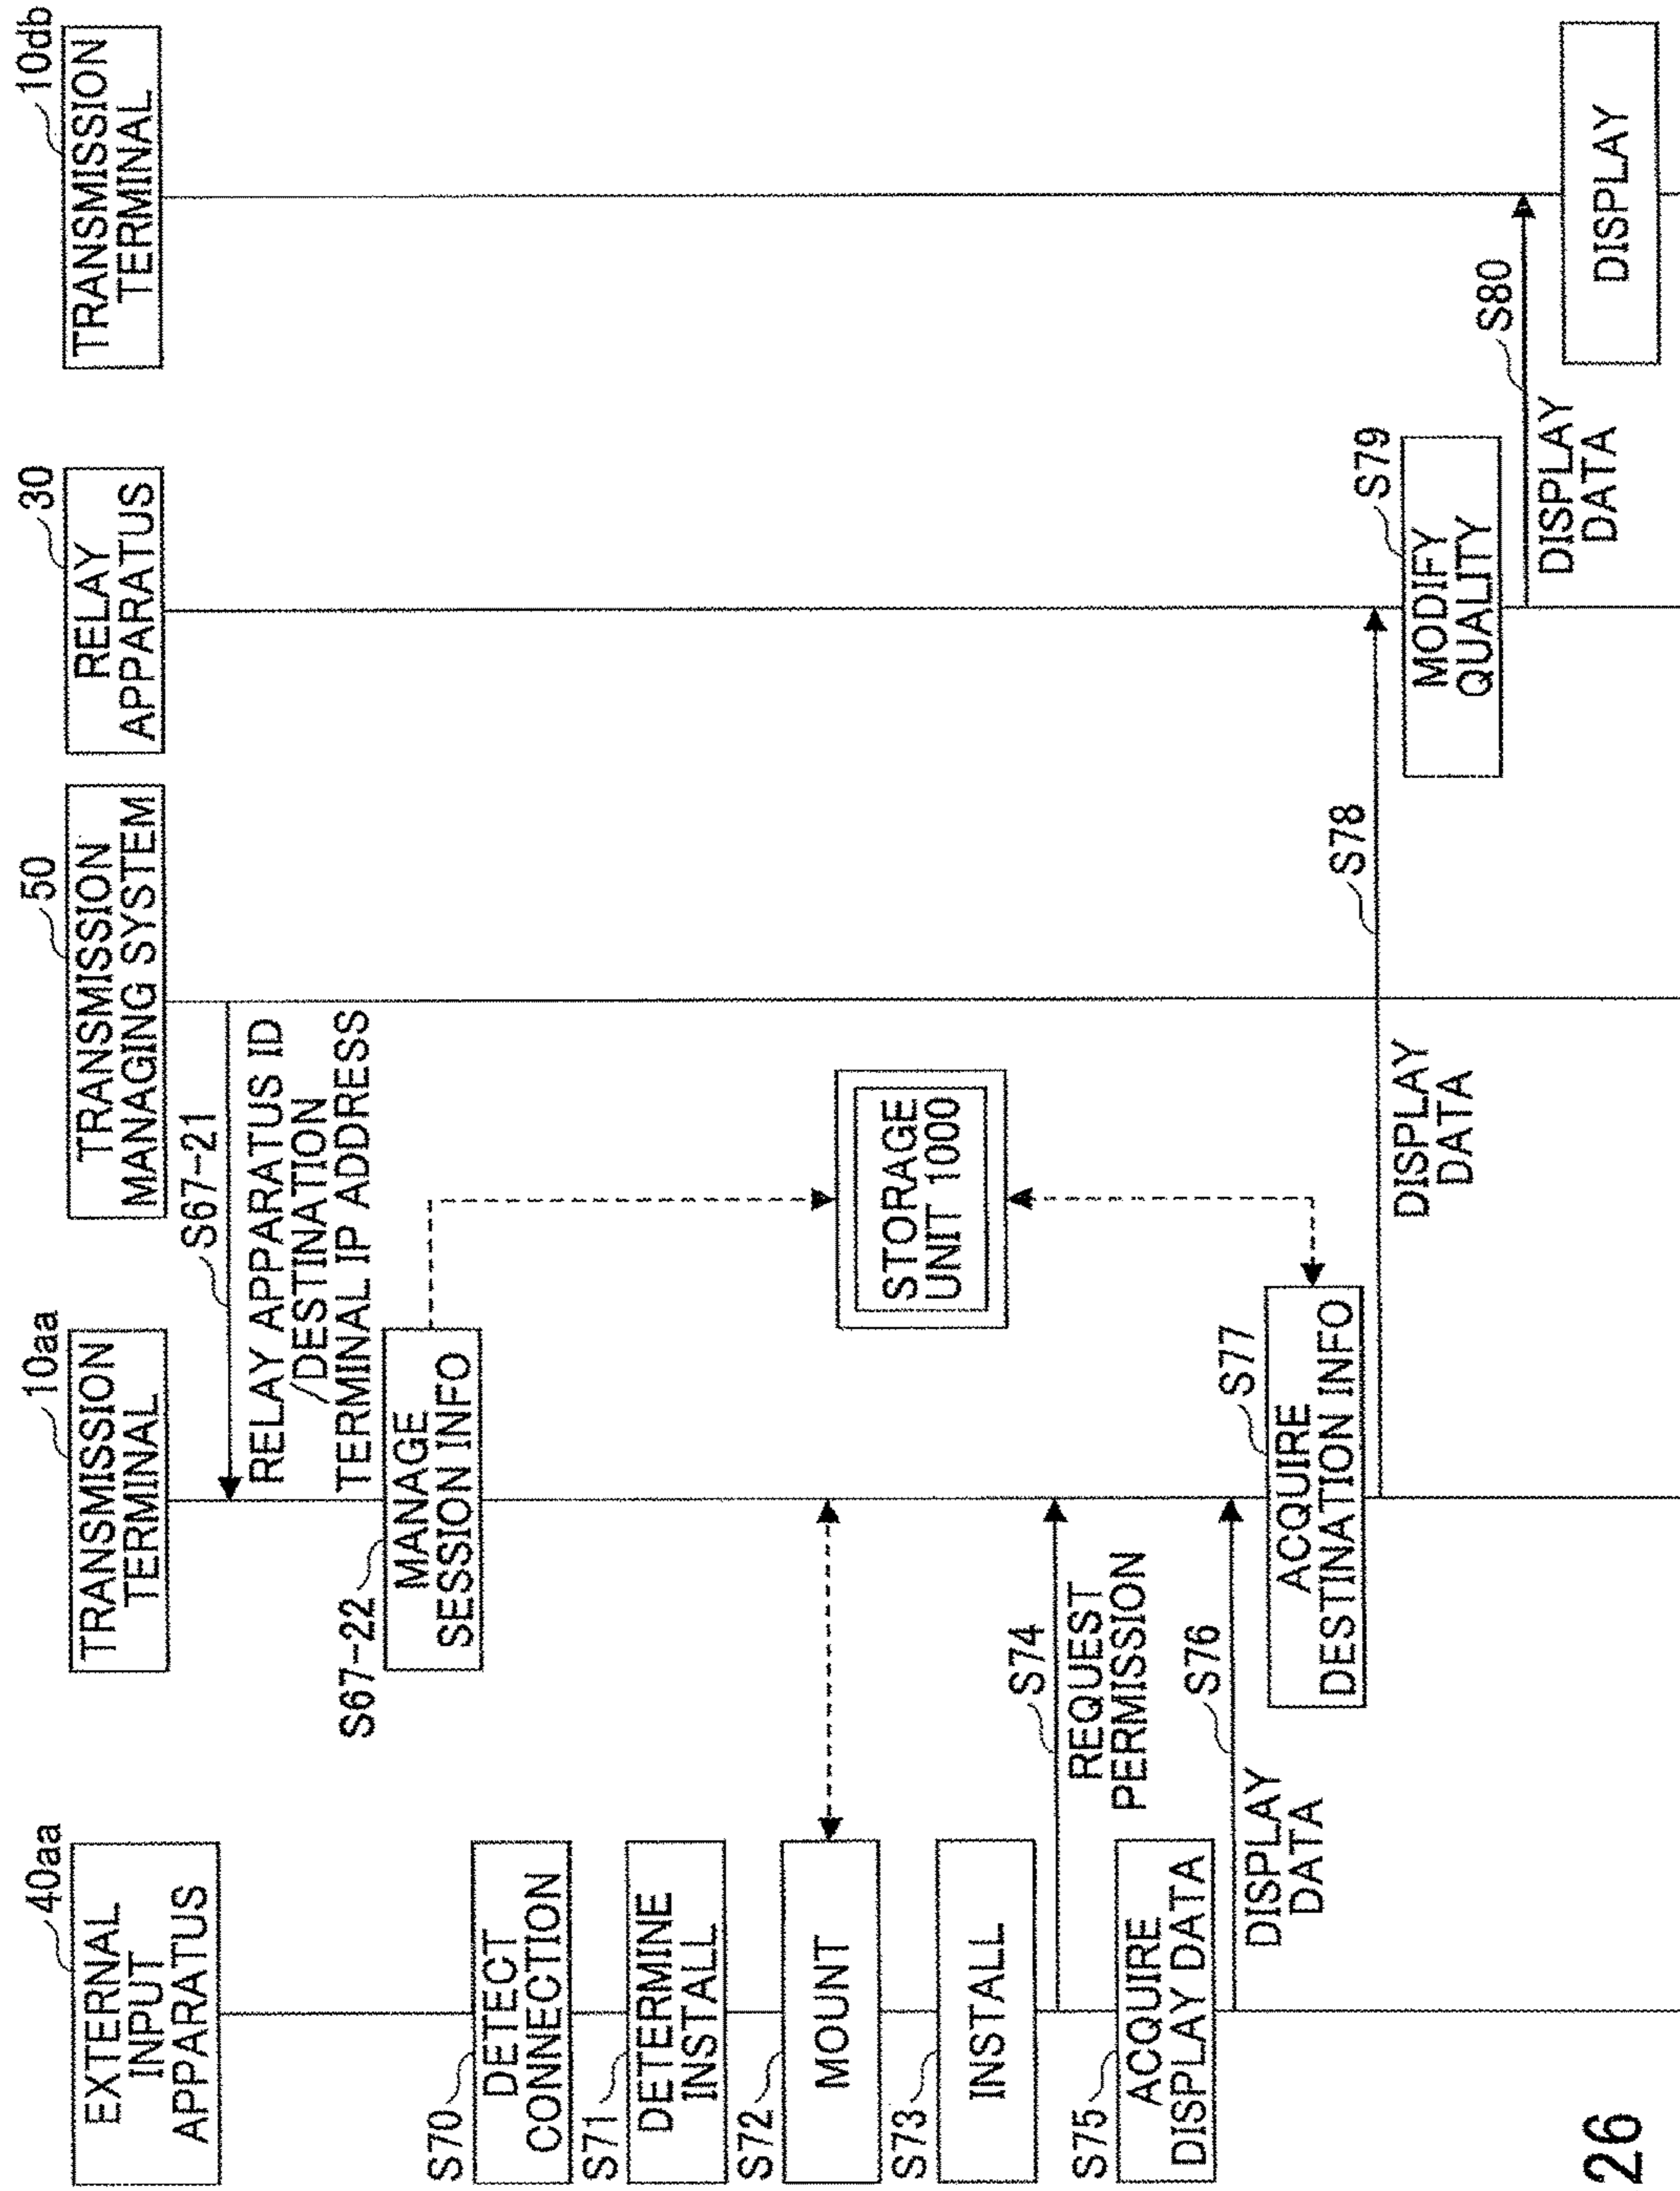 40aa
EXTERNAL
INPUT
APPARATUS
10aa
TRANSMISSION
TERMINAL
50
TRANSMISSION
MANAGING SYSTEM
30
RELAY
APPARATUS
10db
TRANSMISSION
TERMINAL
S67-21
RELAY APPARATUS ID
DESTINATION
TERMINAL IP ADDRESS
S67-22
MANAGE
SESSION INFO
S70
DETECT
CONNECTION
S71
DETERMINE
INSTALL
S72
MOUNT
STORAGE
UNIT 1000
S73
INSTALL
S74
REQUEST
PERMISSION
S75
ACQUIRE
DISPLAY DATA
S76
DISPLAY
DATA
S77
ACQUIRE
DESTINATION INFO
S78
DISPLAY
DATA
S79
MODIFY
QUALITY
S80
DISPLAY
DATA
DISPLAY
26